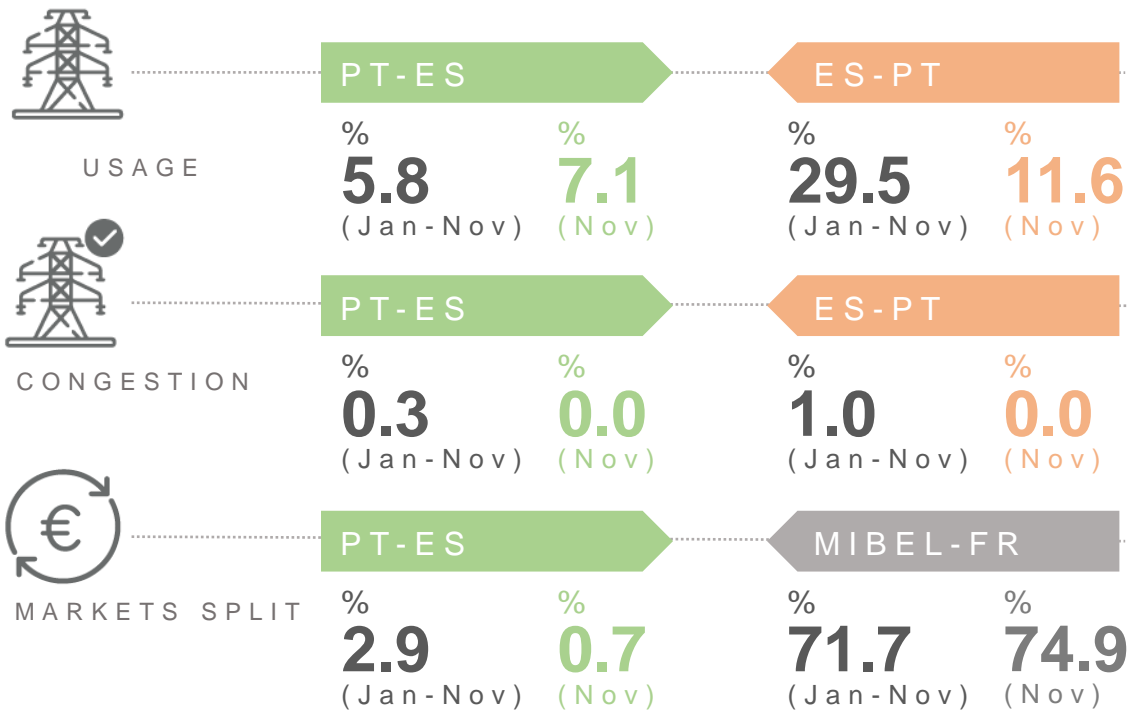 PT-ES ES-PT
% % % %
USAGE 5.8 7.1 29.5 11.6
(Jan-Nov) (Nov) (Jan-Nov) (Nov)
PT-ES ES-PT
% % % %
CONGESTION 0.3 0.0 1.0 0.0
(Jan-Nov) (Nov) (Jan-Nov) (Nov)
€ PT-ES MIBEL-FR
% % % %
MARKETS SPLIT 2.9 0.7 71.7 74.9
(Jan-Nov) (Nov) (Jan-Nov) (Nov)